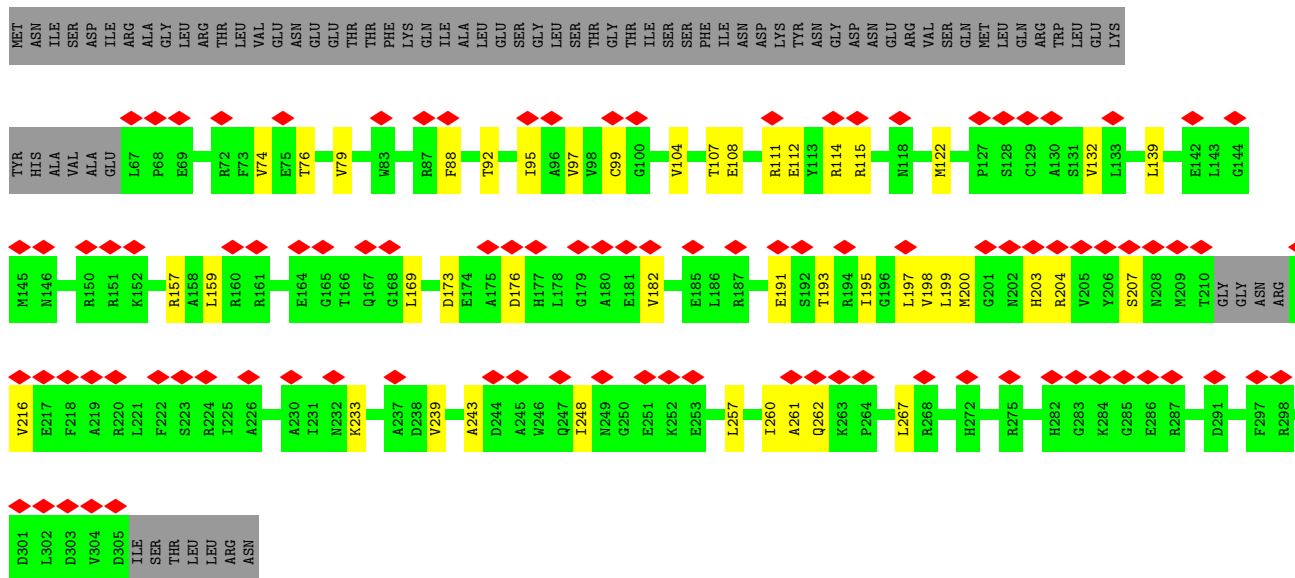 MET ASN ILE SER ASP ILE ARG ALA GLY LEU ARG THR LEU VAL GLU ASN GLU GLU THR THR PHE LYS GLN ILE ALA LEU GLU SER GLY LEU SER THR GLY THR ILE SER SER PHE ILE ASN ASP LYS TYR ASN GLY ASP ASN GLU ARG VAL SER GLN MET LEU GLN ARG TRP LEU GLU LYS
TYR HIS ALA VAL ALA GLU L67 P68 E69 R72 F73 V74 E75 T76 V79 W83 R87 F88 T92 I95 A96 V97 V98 C99 G100 V104 T107 E108 R111 E112 Y113 R114 R115 N118 M122 P127 S128 C129 A130 S131 V132 L133 L139 E142 L143 G144
M145 N146 R150 R151 K152 R157 A158 L159 R160 R161 E164 G165 T166 Q167 G168 L169 D173 E174 A175 D176 H177 L178 G179 A180 E181 V182 E185 L186 R187 E191 S192 T193 R194 I195 G196 L197 V198 L199 M200 G201 N202 H203 R204 V205 Y206 S207 N208 M209 T210 GLY GLY ASN ARG
V216 E217 F218 A219 R220 L221 F222 S223 R224 I225 A226 A230 I231 N232 K233 A237 D238 V239 A243 D244 A245 W246 Q247 I248 N249 G250 E251 K252 E253 L257 I260 A261 Q262 K263 P264 L267 R268 H272 R275 H282 G283 K284 G285 E286 R287 D291 F297 R298
D301 L302 D303 V304 D305 ILE SER THR LEU LEU ARG ASN